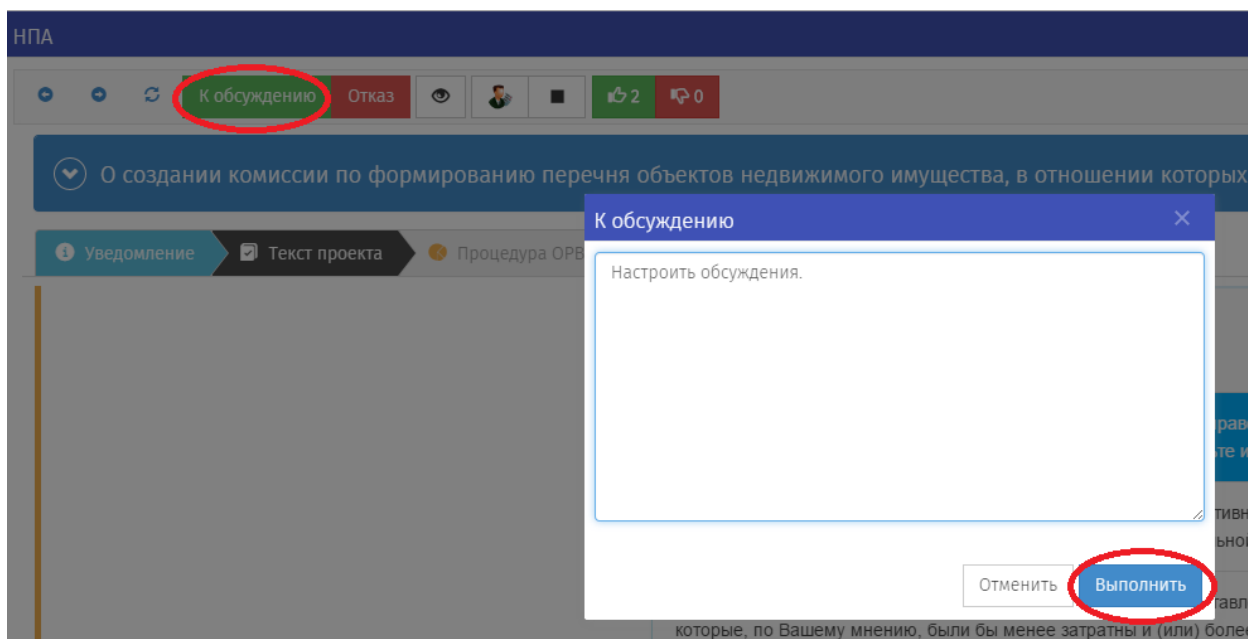 НПА
К обсуждению Отказ 2 0
О создании комиссии по формированию перечня объектов недвижимого имущества, в отношении которых
К обсуждению
Уведомление Текст проекта Процедура ОРВ
Настроить обсуждения.
Отменить Выполнить
которые, по Вашему мнению, были бы менее затратны и (или) более